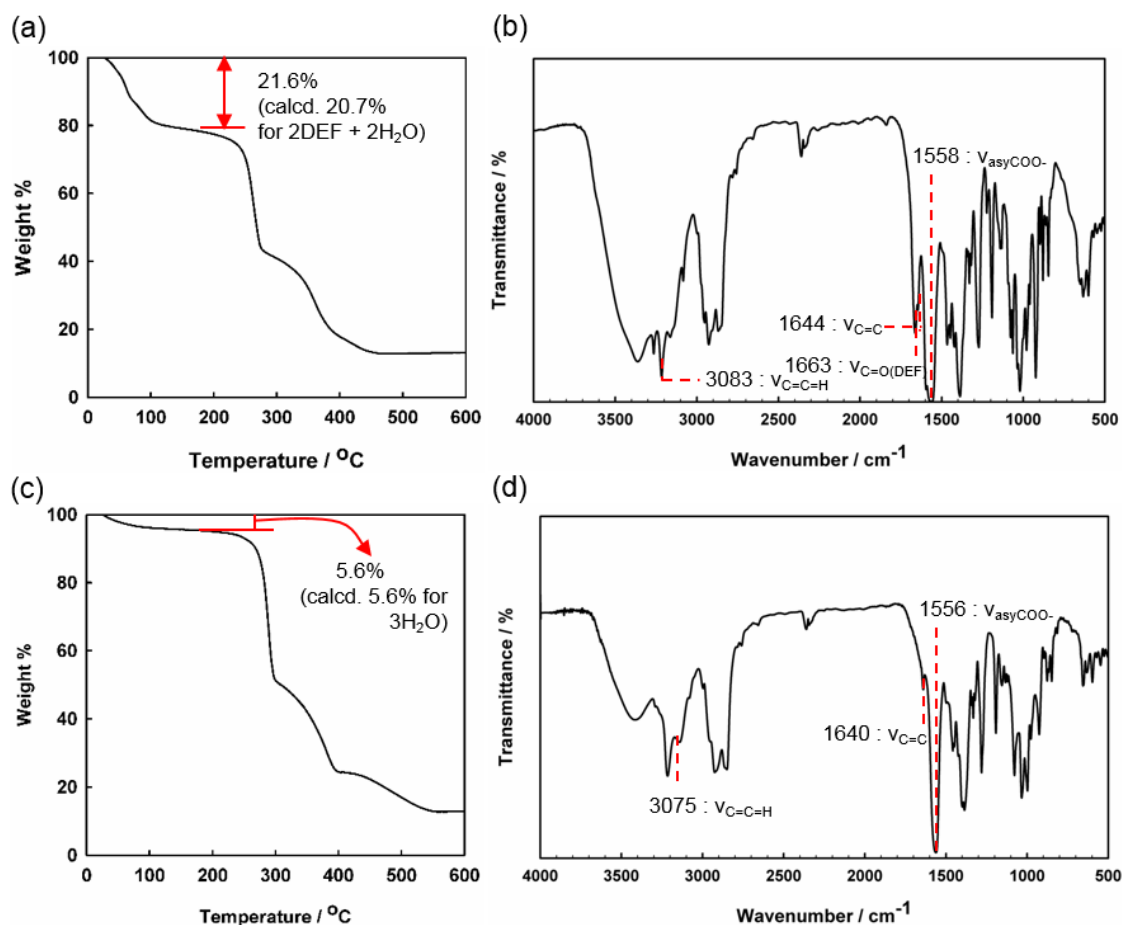 (a)
100
80
60
40
20
0
Weight %
0 100 200 300 400 500 600
Temperature / °C
21.6%
(calcd. 20.7%
for 2DEF + 2H₂O)
(b)
Transmittance / %
4000 3500 3000 2500 2000 1500 1000 500
Wavenumber / cm⁻¹
1558 : νasyCOO-
1644 : νC=C
1663 : νC=O(DEF
3083 : νC=C=H
(c)
100
80
60
40
20
0
Weight %
0 100 200 300 400 500 600
Temperature / °C
5.6%
(calcd. 5.6% for
3H₂O)
(d)
Transmittance / %
4000 3500 3000 2500 2000 1500 1000 500
Wavenumber / cm⁻¹
1556 : νasyCOO-
1640 : νC=C
3075 : νC=C=H